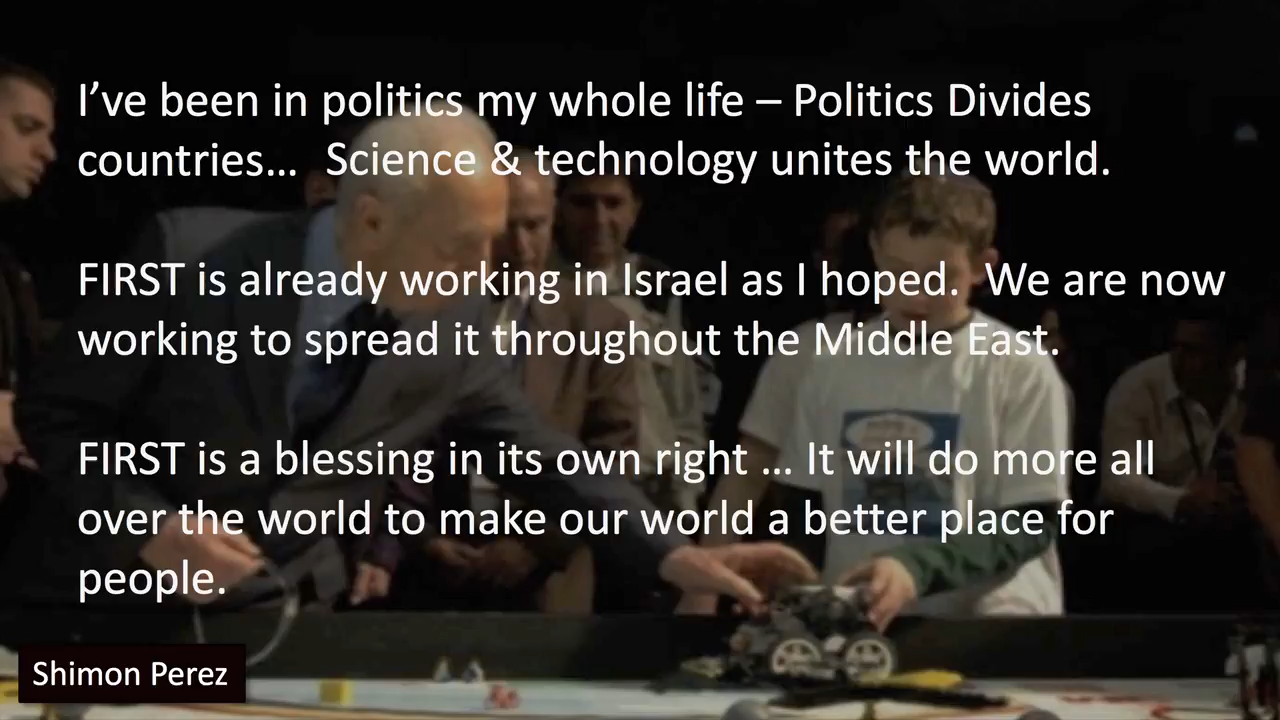 I’ve been in politics my whole life – Politics Divides
countries… Science & technology unites the world.
FIRST is already working in Israel as I hoped. We are now
working to spread it throughout the Middle East.
FIRST is a blessing in its own right … It will do more all
over the world to make our world a better place for
people.
Shimon Perez